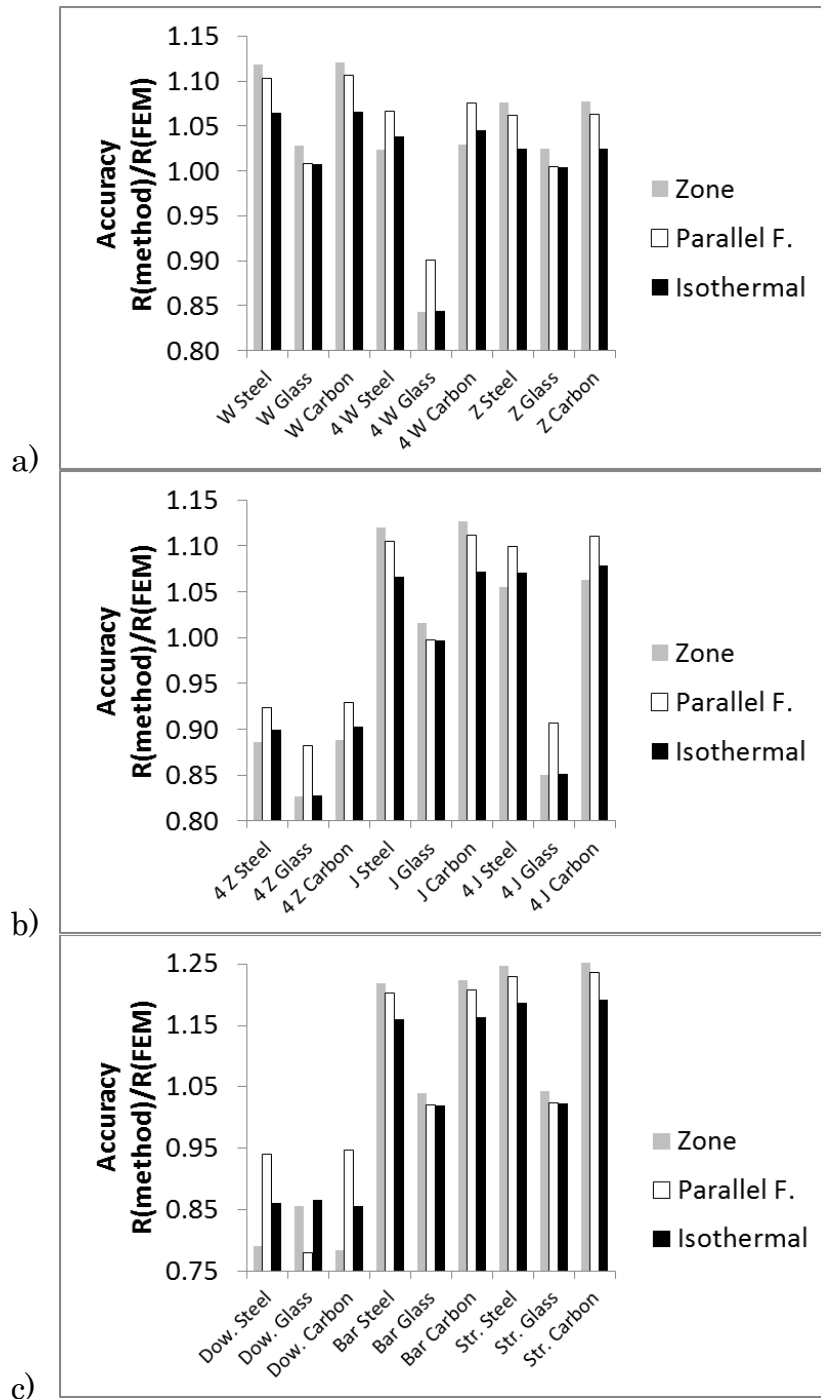 a)
Accuracy
R(method)/R(FEM)
1.15
1.10
1.05
1.00
0.95
0.90
0.85
0.80
W Steel
W Glass
W Carbon
4 W Steel
4 W Glass
4 W Carbon
Z Steel
Z Glass
Z Carbon
Zone
Parallel F.
Isothermal
b)
Accuracy
R(method)/R(FEM)
1.15
1.10
1.05
1.00
0.95
0.90
0.85
0.80
4 Z Steel
4 Z Glass
4 Z Carbon
J Steel
J Glass
J Carbon
4 J Steel
4 J Glass
4 J Carbon
Zone
Parallel F.
Isothermal
c)
Accuracy
R(method)/R(FEM)
1.25
1.15
1.05
0.95
0.85
0.75
Dow. Steel
Dow. Glass
Dow. Carbon
Bar Steel
Bar Glass
Bar Carbon
Str. Steel
Str. Glass
Str. Carbon
Zone
Parallel F.
Isothermal